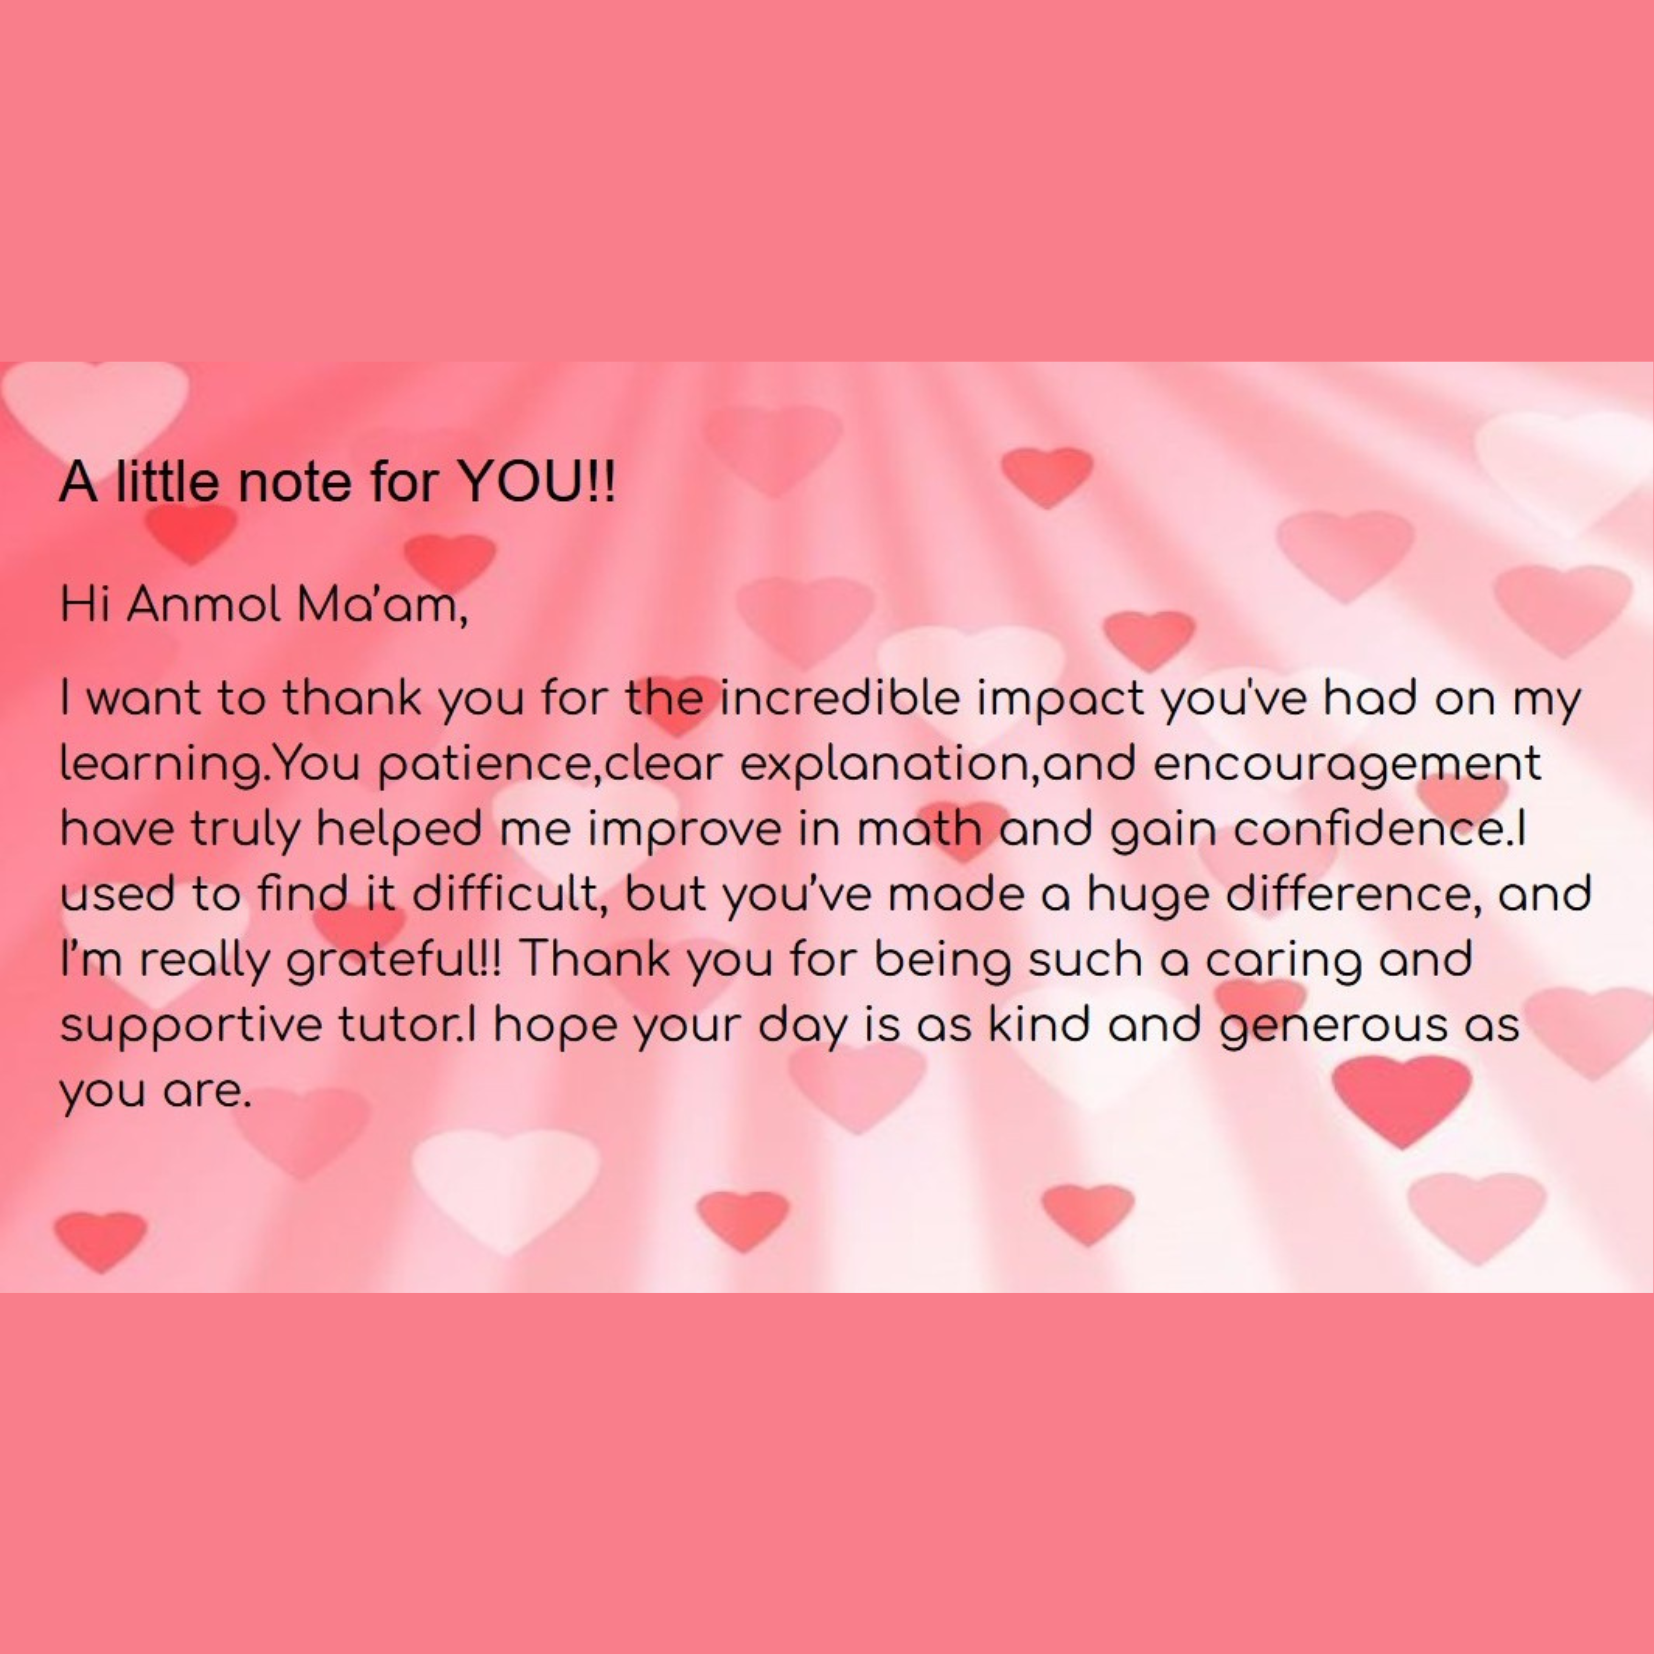 A little note for YOU!!
Hi Anmol Ma’am,
I want to thank you for the incredible impact you've had on my
learning.You patience,clear explanation,and encouragement
have truly helped me improve in math and gain confidence.I
used to find it difficult, but you’ve made a huge difference, and
I’m really grateful!! Thank you for being such a caring and
supportive tutor.I hope your day is as kind and generous as
you are.